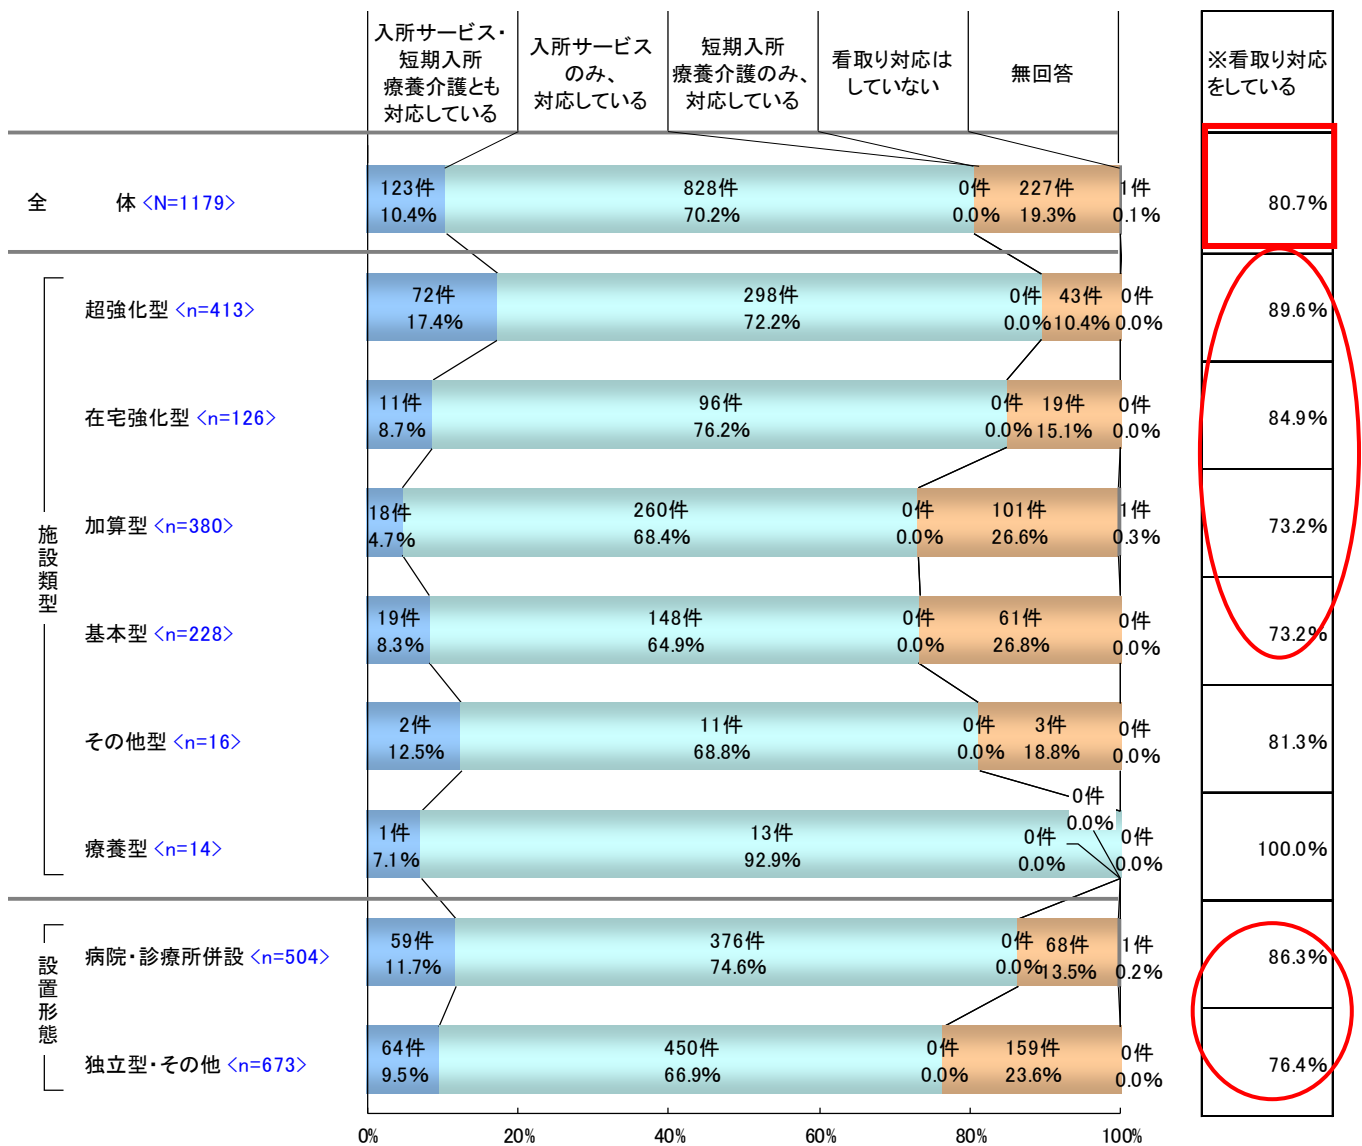 入所サービス・
短期入所
療養介護とも
対応している
入所サービス
のみ、
対応している
短期入所
療養介護のみ、
対応している
看取り対応は
していない
無回答
※看取り対応
をしている
全体 <N=1179>
123件 828件 0件 227件 1件
10.4% 70.2% 0.0% 19.3% 0.1%
80.7%
施設類型
超強化型 <n=413>
72件 298件 0件 43件 0件
17.4% 72.2% 0.0% 10.4% 0.0%
89.6%
在宅強化型 <n=126>
11件 96件 0件 19件 0件
8.7% 76.2% 0.0% 15.1% 0.0%
84.9%
加算型 <n=380>
18件 260件 0件 101件 1件
4.7% 68.4% 0.0% 26.6% 0.3%
73.2%
基本型 <n=228>
19件 148件 0件 61件 0件
8.3% 64.9% 0.0% 26.8% 0.0%
73.2%
その他型 <n=16>
2件 11件 0件 3件 0件
12.5% 68.8% 0.0% 18.8% 0.0%
81.3%
療養型 <n=14>
1件 13件 0件 0件 0件
7.1% 92.9% 0.0% 0.0% 0.0%
100.0%
設置形態
病院・診療所併設 <n=504>
59件 376件 0件 68件 1件
11.7% 74.6% 0.0% 13.5% 0.2%
86.3%
独立型・その他 <n=673>
64件 450件 0件 159件 0件
9.5% 66.9% 0.0% 23.6% 0.0%
76.4%
0% 20% 40% 60% 80% 100%